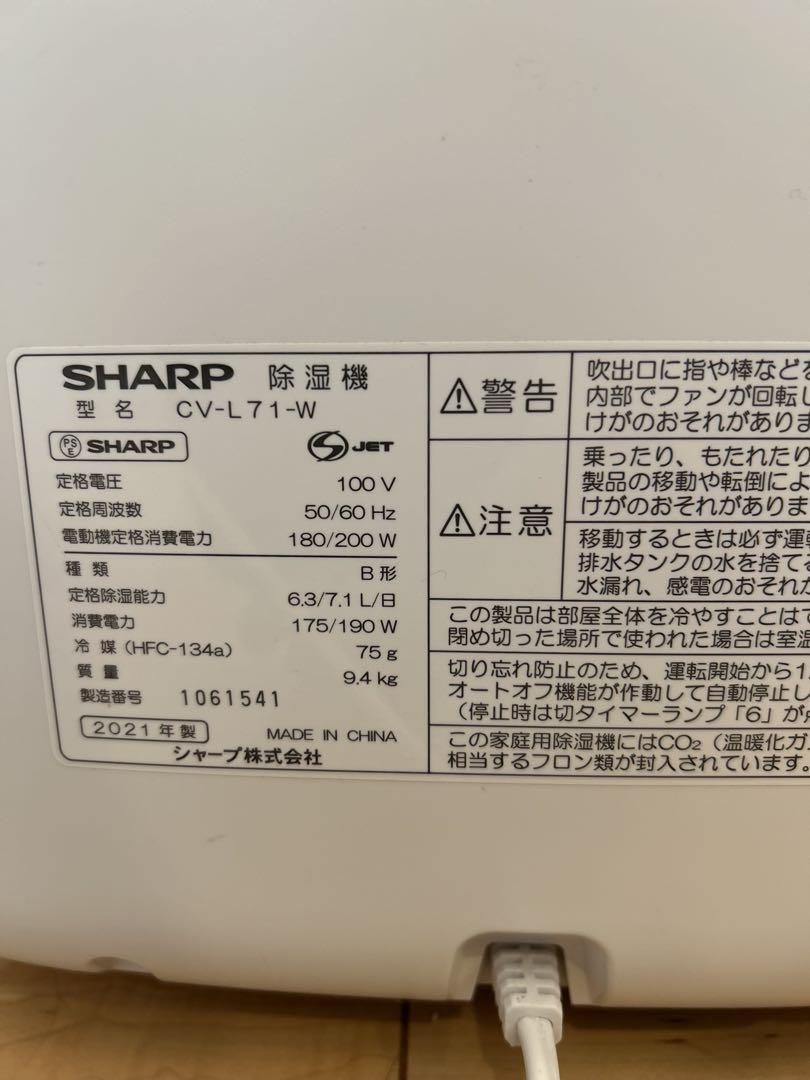 SHARP 除湿機
型名 CV-L71-W
PSE SHARP
S JET
定格電圧 100 V
定格周波数 50/60 Hz
電動機定格消費電力 180/200 W
種類 B形
定格除湿能力 6.3/7.1 L/日
消費電力 175/190 W
冷媒(HFC-134a) 75 g
質量 9.4 kg
製造番号 1061541
2021年製 MADE IN CHINA
シャープ株式会社
⚠警告
吹出口に指や棒などを
内部でファンが回転し
けがのおそれがありま
⚠注意
乗ったり、もたれたり
製品の移動や転倒によ
けがのおそれがありま
移動するときは必ず運転
排水タンクの水を捨てる
水漏れ、感電のおそれが
この製品は部屋全体を冷やすことはで
閉め切った場所で使われた場合は室温
切り忘れ防止のため、運転開始から1
オートオフ機能が作動して自動停止し
(停止時は切タイマーランプ「6」が点
この家庭用除湿機にはCO₂(温暖化ガ
相当するフロン類が封入されています。